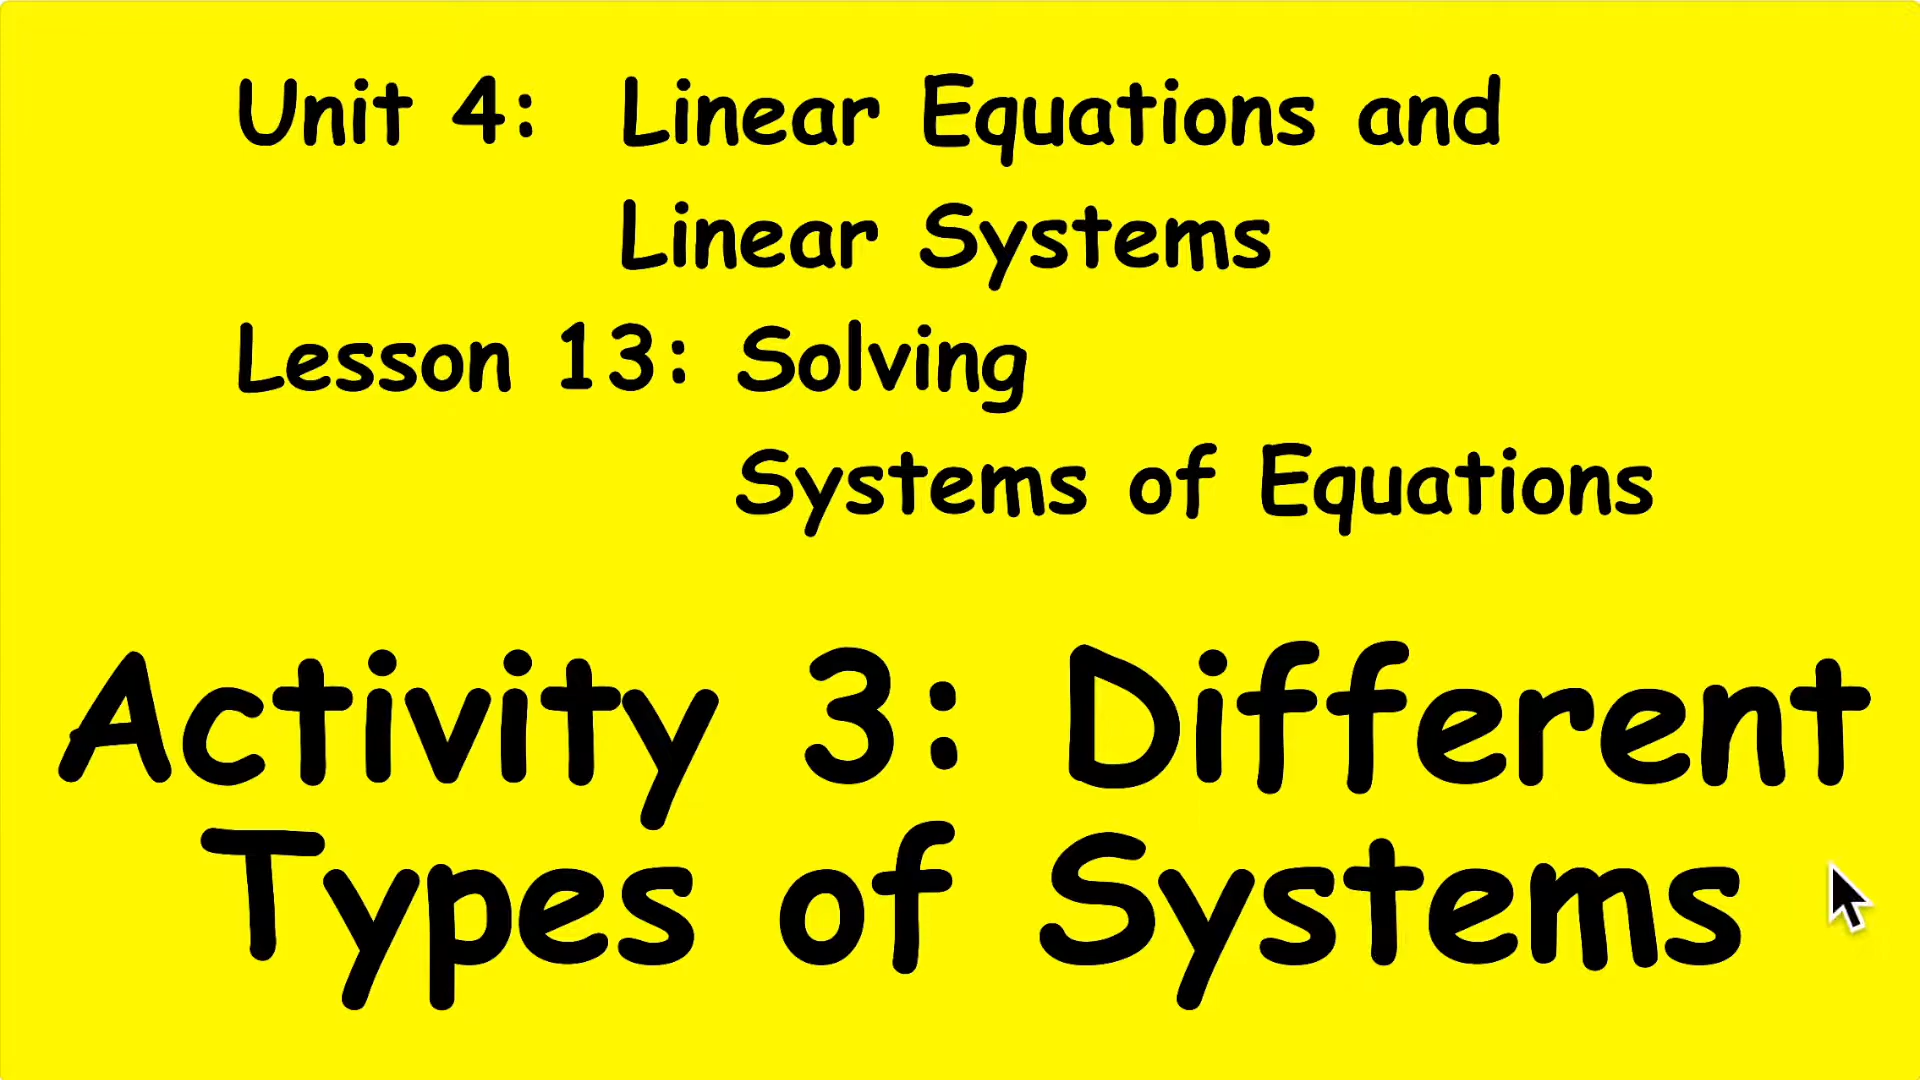 Unit 4: Linear Equations and
Linear Systems
Lesson 13: Solving
Systems of Equations
Activity 3: Different
Types of Systems